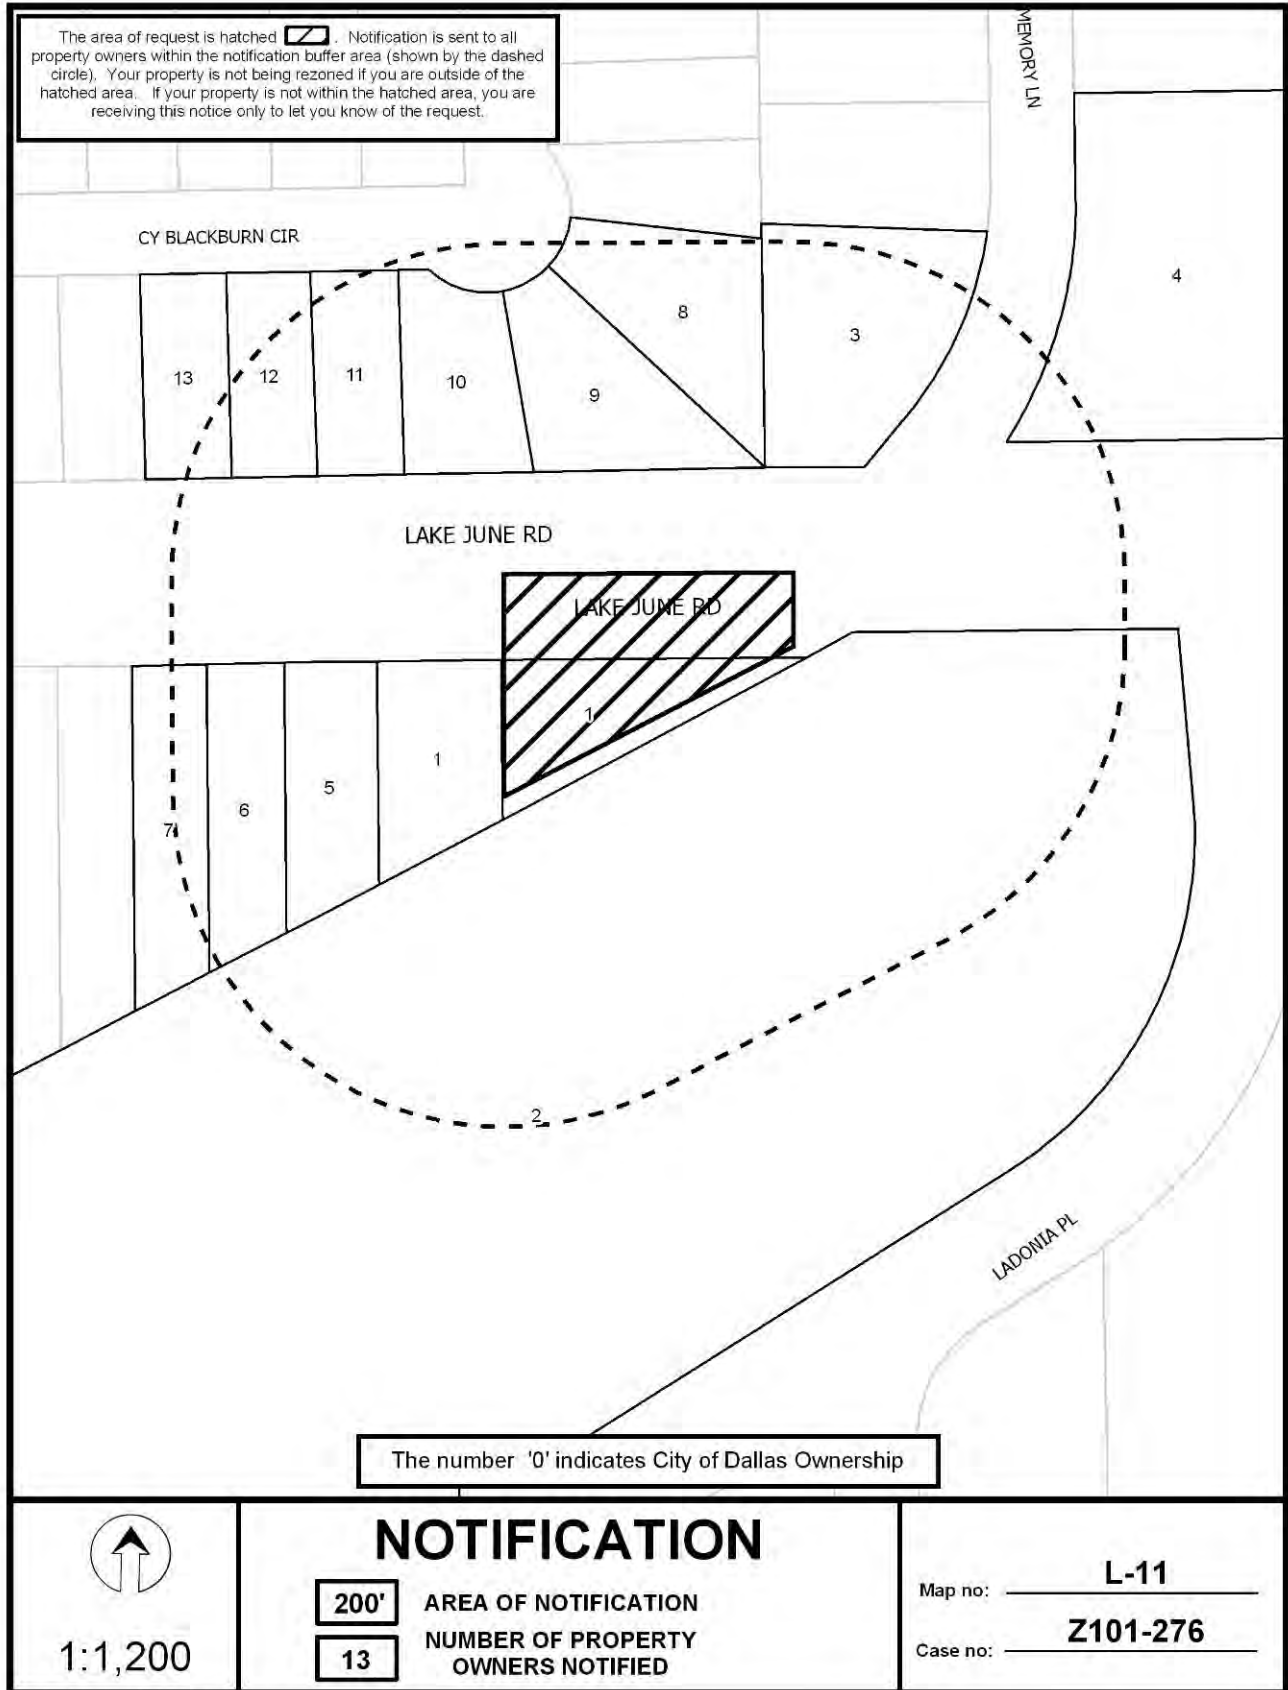 The area of request is hatched . Notification is sent to all
property owners within the notification buffer area (shown by the dashed
circle). Your property is not being rezoned if you are outside of the
hatched area. If your property is not within the hatched area, you are
receiving this notice only to let you know of the request.
MEMORY LN
CY BLACKBURN CIR
4
8
3
13
12
11
10
9
LAKE JUNE RD
LAKE JUNE RD
1
1
5
6
7
2
LADONIA PL
The number '0' indicates City of Dallas Ownership
1:1,200
NOTIFICATION
200' AREA OF NOTIFICATION
13 NUMBER OF PROPERTY
OWNERS NOTIFIED
Map no: L-11
Case no: Z101-276